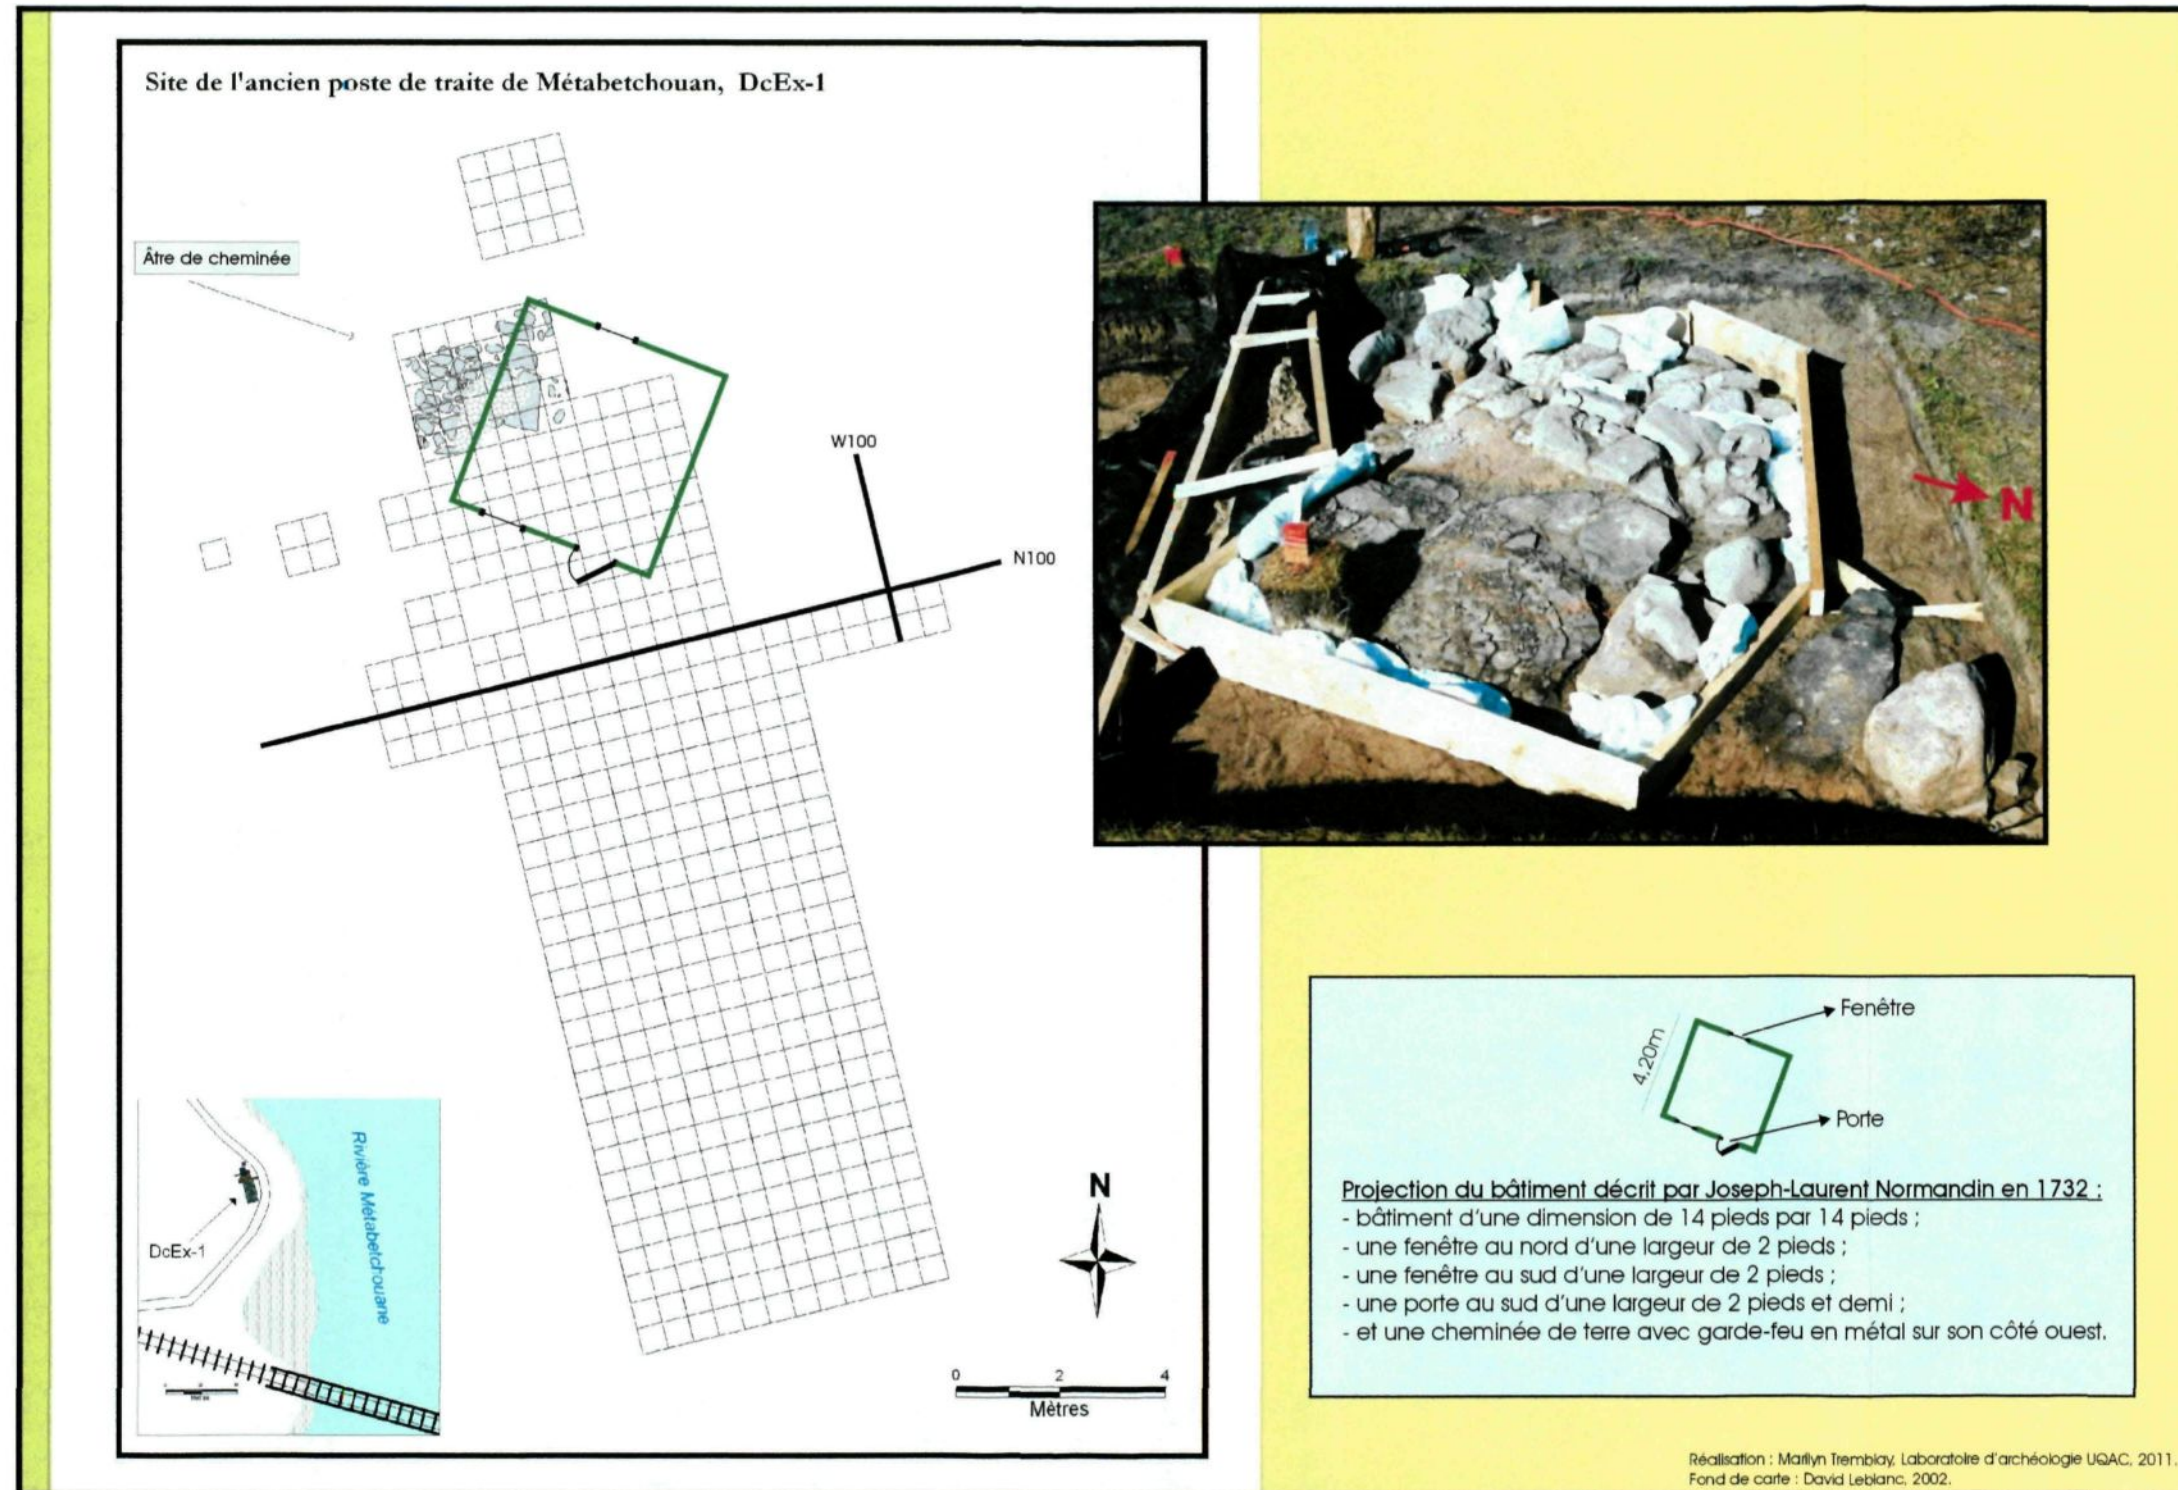 Site de l'ancien poste de traite de Métabetchouan, DcEx-1
Âtre de cheminée
W100
N100
N
Rivière Métabetchouane
DcEx-1
N
0 2 4
Mètres
Fenêtre
4,20m
Porte
Projection du bâtiment décrit par Joseph-Laurent Normandin en 1732 :
- bâtiment d'une dimension de 14 pieds par 14 pieds ;
- une fenêtre au nord d'une largeur de 2 pieds ;
- une fenêtre au sud d'une largeur de 2 pieds ;
- une porte au sud d'une largeur de 2 pieds et demi ;
- et une cheminée de terre avec garde-feu en métal sur son côté ouest.
Réalisation : Marilyn Tremblay, Laboratoire d'archéologie UQAC, 2011.
Fond de carte : David Leblanc, 2002.